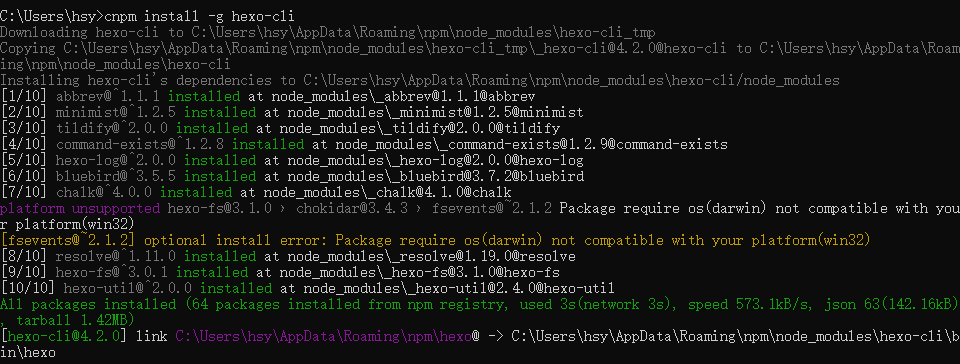 C:\Users\hsy>cnpm install -g hexo-cli
Downloading hexo-cli to C:\Users\hsy\AppData\Roaming\npm\node_modules\hexo-cli_tmp
Copying C:\Users\hsy\AppData\Roaming\npm\node_modules\hexo-cli_tmp\_hexo-cli@4.2.0@hexo-cli to C:\Users\hsy\AppData\Roam
ing\npm\node_modules\hexo-cli
Installing hexo-cli's dependencies to C:\Users\hsy\AppData\Roaming\npm\node_modules\hexo-cli/node_modules
[1/10] abbrev@^1.1.1 installed at node_modules\_abbrev@1.1.1@abbrev
[2/10] minimist@^1.2.5 installed at node_modules\_minimist@1.2.5@minimist
[3/10] tildify@^2.0.0 installed at node_modules\_tildify@2.0.0@tildify
[4/10] command-exists@^1.2.8 installed at node_modules\_command-exists@1.2.9@command-exists
[5/10] hexo-log@^2.0.0 installed at node_modules\_hexo-log@2.0.0@hexo-log
[6/10] bluebird@^3.5.5 installed at node_modules\_bluebird@3.7.2@bluebird
[7/10] chalk@^4.0.0 installed at node_modules\_chalk@4.1.0@chalk
platform unsupported hexo-fs@3.1.0 › chokidar@3.4.3 › fsevents@~2.1.2 Package require os(darwin) not compatible with you
r platform(win32)
[fsevents@~2.1.2] optional install error: Package require os(darwin) not compatible with your platform(win32)
[8/10] resolve@^1.11.0 installed at node_modules\_resolve@1.19.0@resolve
[9/10] hexo-fs@^3.0.1 installed at node_modules\_hexo-fs@3.1.0@hexo-fs
[10/10] hexo-util@^2.0.0 installed at node_modules\_hexo-util@2.4.0@hexo-util
All packages installed (64 packages installed from npm registry, used 3s(network 3s), speed 573.1kB/s, json 63(142.16kB)
, tarball 1.42MB)
[hexo-cli@4.2.0] link C:\Users\hsy\AppData\Roaming\npm\hexo@ -> C:\Users\hsy\AppData\Roaming\npm\node_modules\hexo-cli\b
in\hexo